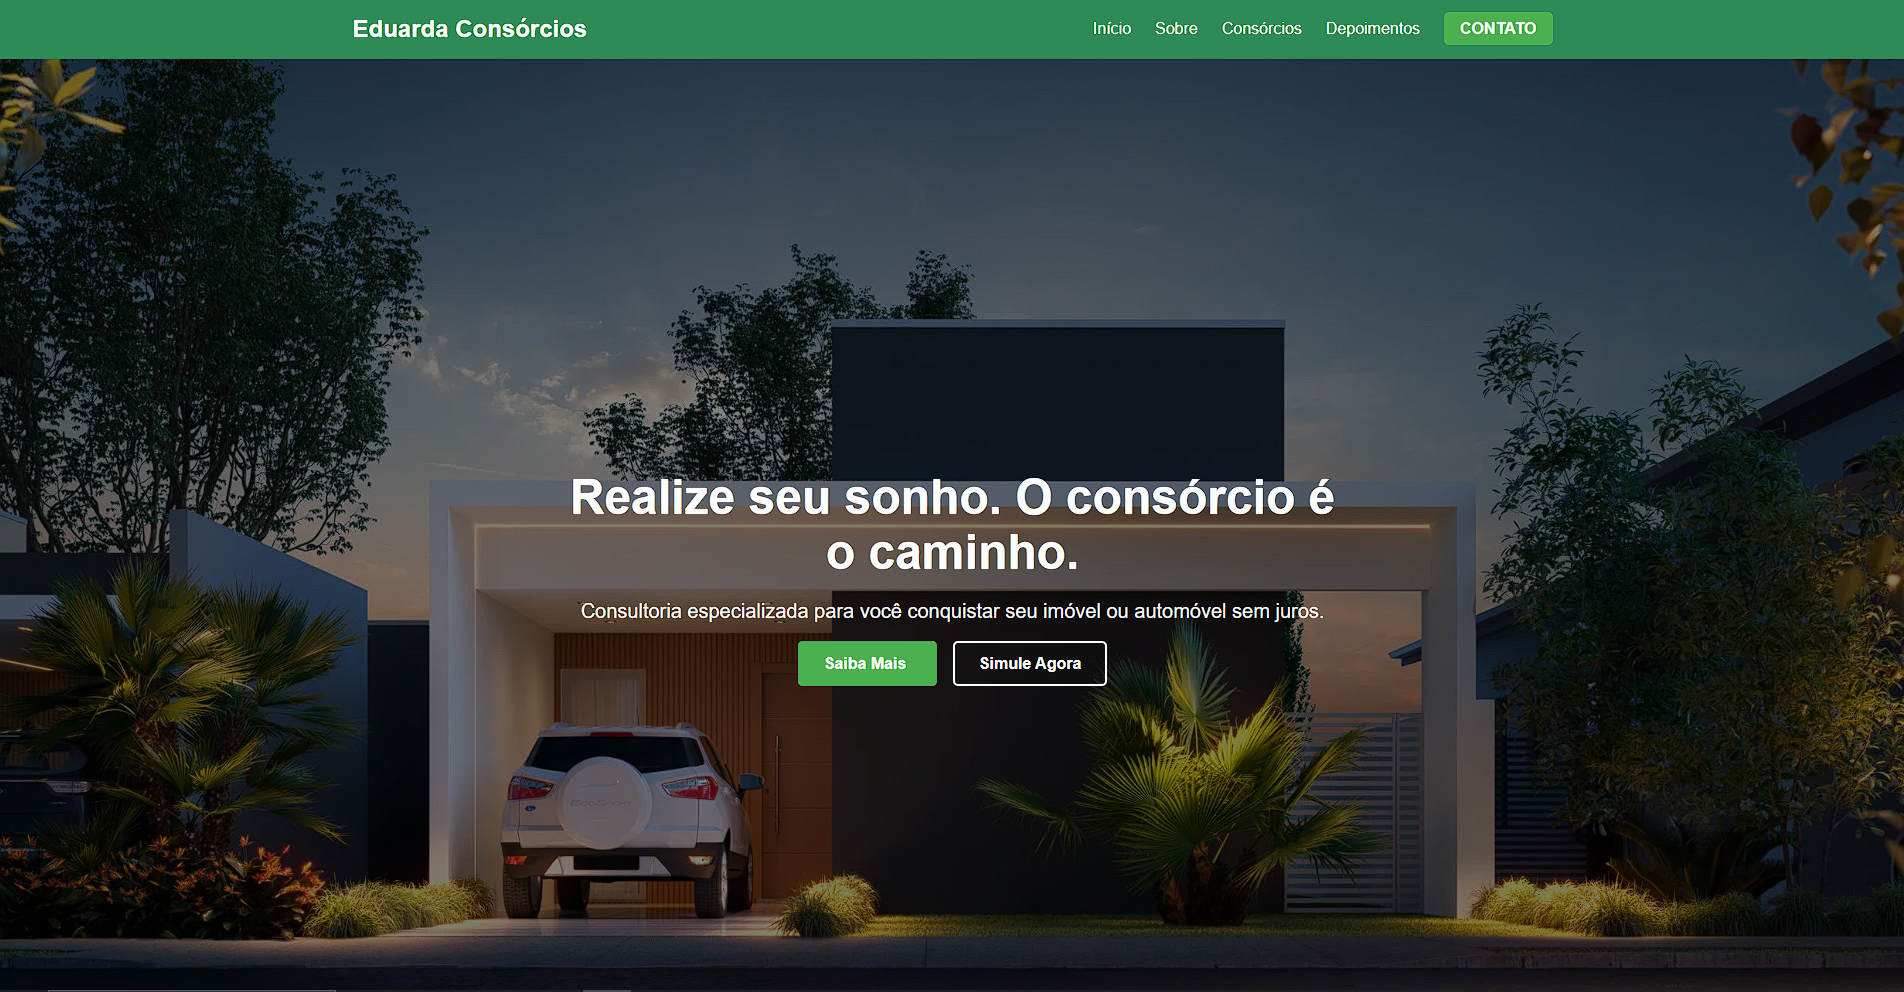 Eduarda Consórcios
Início Sobre Consórcios Depoimentos CONTATO
Realize seu sonho. O consórcio é
o caminho.
Consultoria especializada para você conquistar seu imóvel ou automóvel sem juros.
Saiba Mais Simule Agora
EcoSport